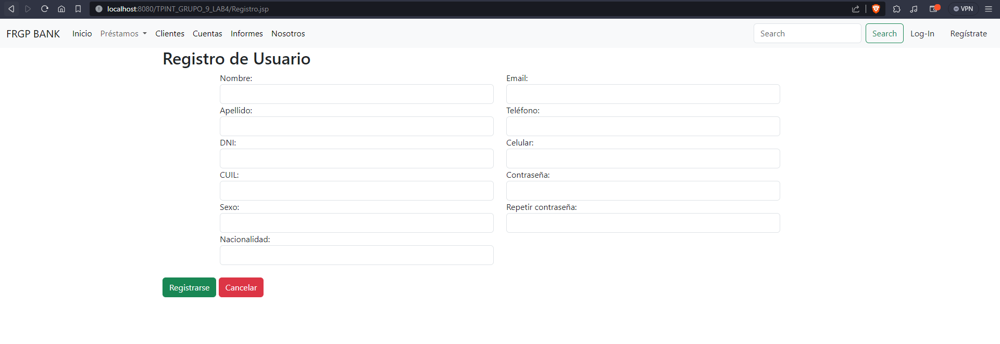 localhost:8080/TPINT_GRUPO_9_LAB4/Registro.jsp
VPN
FRGP BANK Inicio Préstamos Clientes Cuentas Informes Nosotros Search Search Log-In Regístrate
Registro de Usuario
Nombre:
Email:
Apellido:
Teléfono:
DNI:
Celular:
CUIL:
Contraseña:
Sexo:
Repetir contraseña:
Nacionalidad:
Registrarse Cancelar